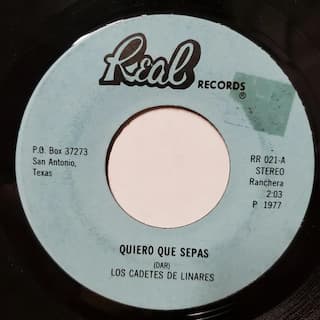 Real
RECORDS
®
P.O. Box 37273
San Antonio,
Texas
RR 021-A
STEREO
Ranchera
2:03
P 1977
QUIERO QUE SEPAS
(DAR)
LOS CADETES DE LINARES